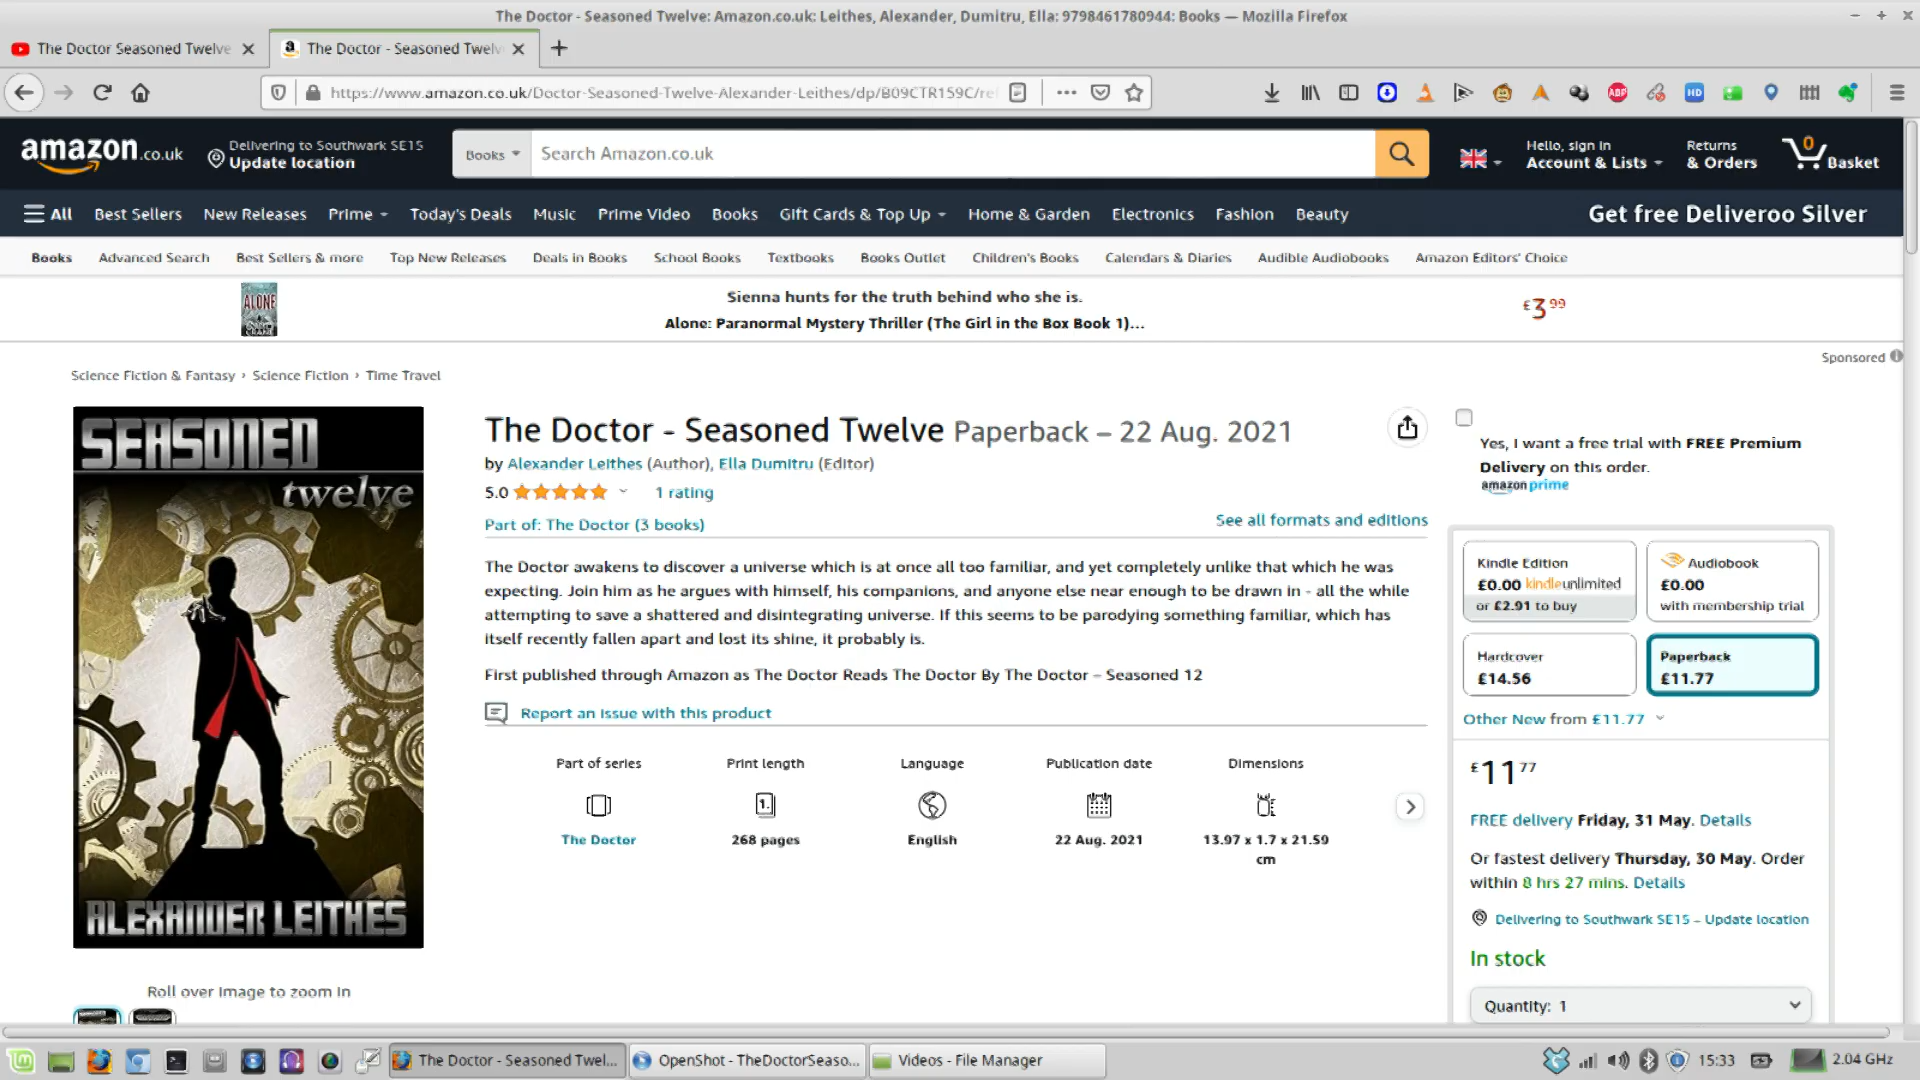 The Doctor - Seasoned Twelve: Amazon.co.uk: Leithes, Alexander, Dumitru, Ella: 9798461780944: Books — Mozilla Firefox
The Doctor Seasoned Twelve
The Doctor - Seasoned Twelv
https://www.amazon.co.uk/Doctor-Seasoned-Twelve-Alexander-Leithes/dp/B09CTR159C/re
ABP
HD
amazon.co.uk
Delivering to Southwark SE15
Update location
Books
Search Amazon.co.uk
Hello, sign in
Account & Lists
Returns
& Orders
0
Basket
All
Best Sellers
New Releases
Prime
Today's Deals
Music
Prime Video
Books
Gift Cards & Top Up
Home & Garden
Electronics
Fashion
Beauty
Get free Deliveroo Silver
Books
Advanced Search
Best Sellers & more
Top New Releases
Deals in Books
School Books
Textbooks
Books Outlet
Children's Books
Calendars & Diaries
Audible Audiobooks
Amazon Editors' Choice
ALONE
CRANE
Sienna hunts for the truth behind who she is.
Alone: Paranormal Mystery Thriller (The Girl in the Box Book 1)...
£3 99
Sponsored
Science Fiction & Fantasy › Science Fiction › Time Travel
SEASONED
twelve
ALEXANDER LEITHES
Roll over image to zoom in
The Doctor - Seasoned Twelve Paperback – 22 Aug. 2021
by Alexander Leithes (Author), Ella Dumitru (Editor)
5.0
1 rating
Part of: The Doctor (3 books)
See all formats and editions
The Doctor awakens to discover a universe which is at once all too familiar, and yet completely unlike that which he was
expecting. Join him as he argues with himself, his companions, and anyone else near enough to be drawn in - all the while
attempting to save a shattered and disintegrating universe. If this seems to be parodying something familiar, which has
itself recently fallen apart and lost its shine, it probably is.
First published through Amazon as The Doctor Reads The Doctor By The Doctor – Seasoned 12
Report an issue with this product
Part of series
The Doctor
Print length
268 pages
Language
English
Publication date
22 Aug. 2021
Dimensions
13.97 x 1.7 x 21.59
cm
Yes, I want a free trial with FREE Premium
Delivery on this order.
amazon prime
Kindle Edition
£0.00 kindleunlimited
or £2.91 to buy
Audiobook
£0.00
with membership trial
Hardcover
£14.56
Paperback
£11.77
Other New from £11.77
£11 77
FREE delivery Friday, 31 May. Details
Or fastest delivery Thursday, 30 May. Order
within 8 hrs 27 mins. Details
Delivering to Southwark SE15 - Update location
In stock
Quantity: 1
The Doctor - Seasoned Twel...
OpenShot - TheDoctorSeaso...
Videos - File Manager
15:33
2.04 GHz